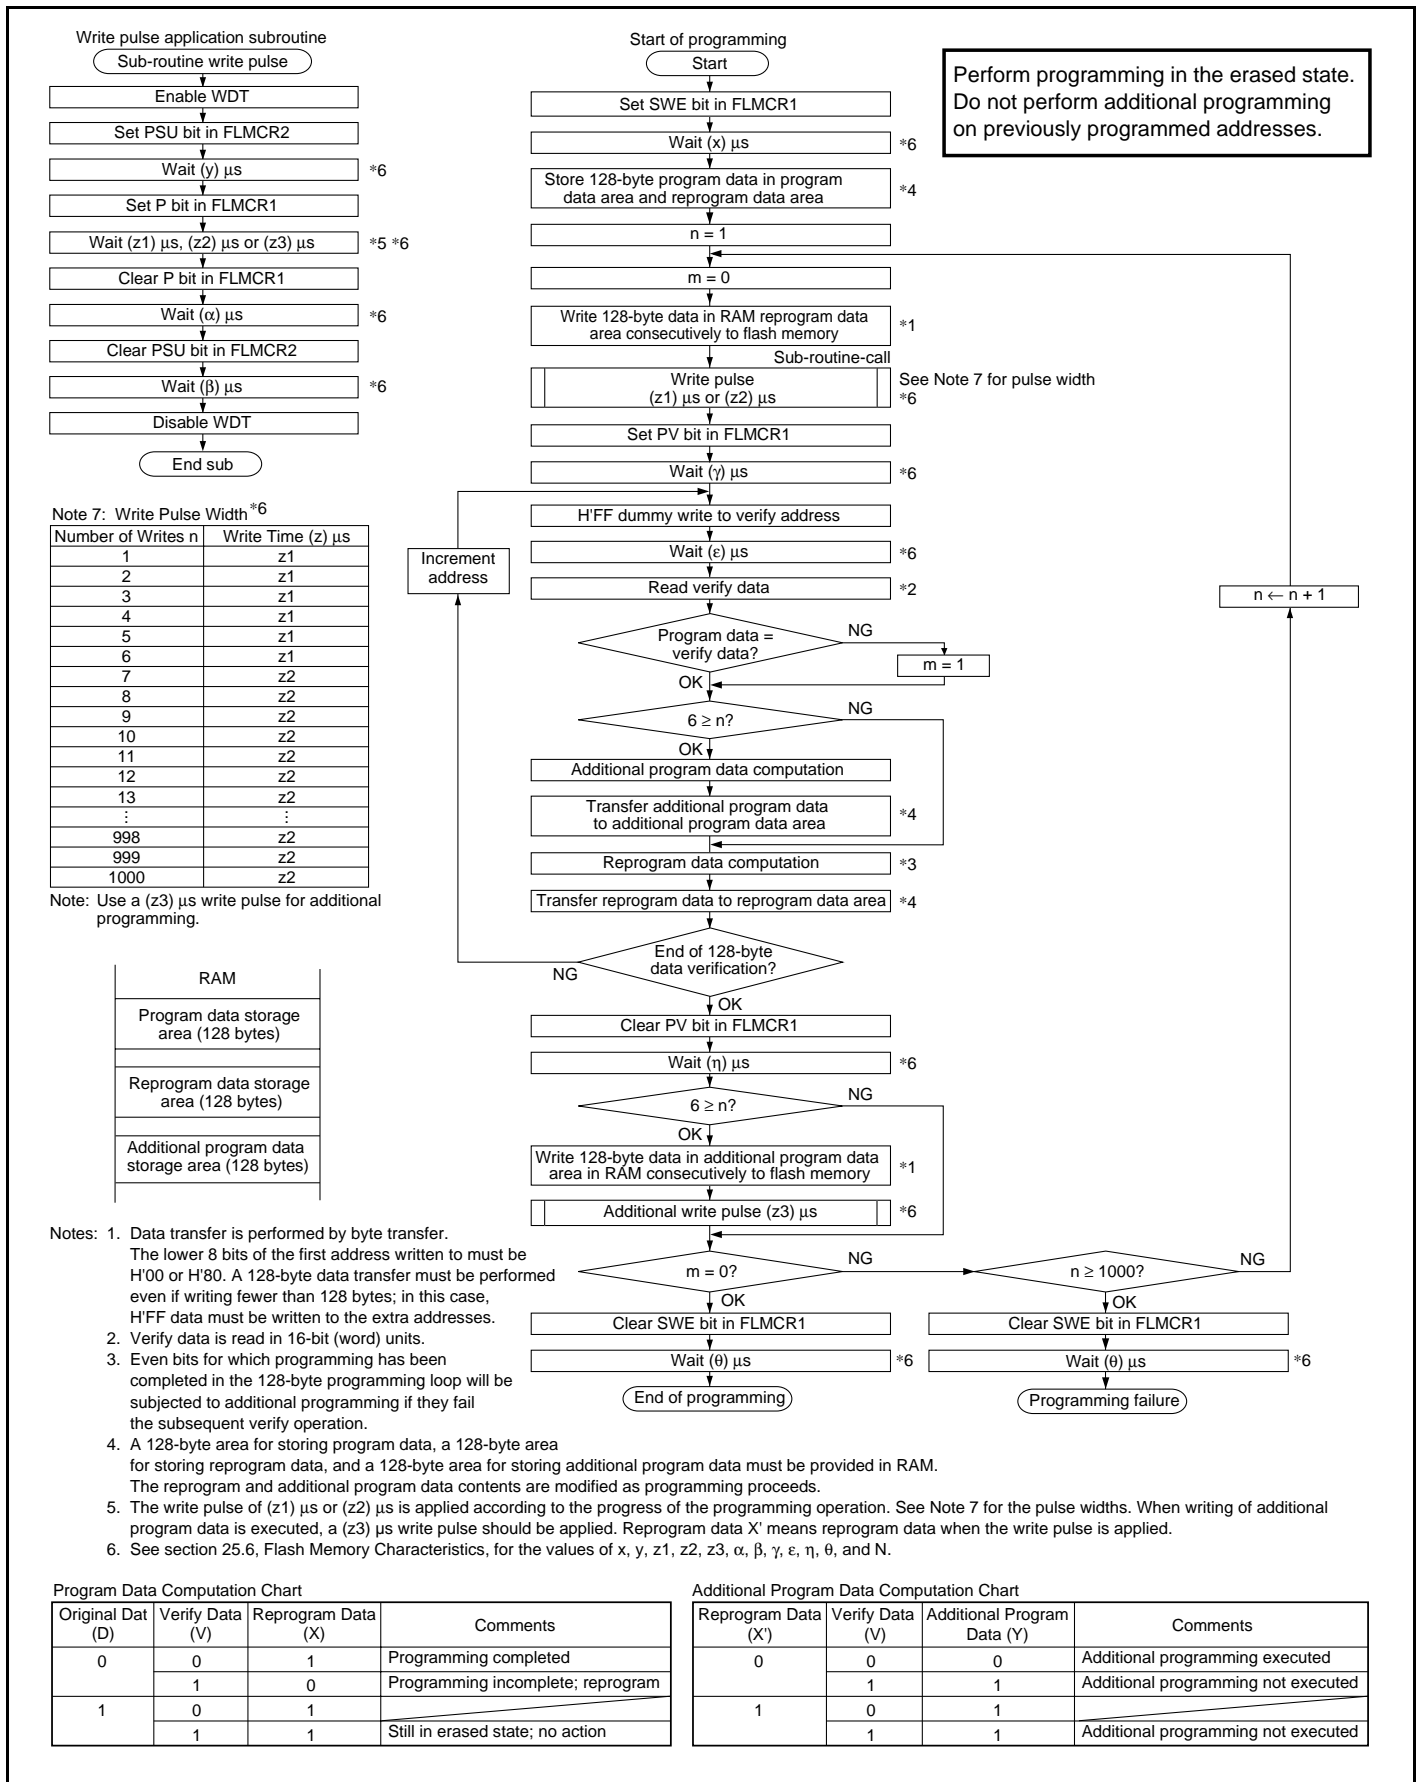 Write pulse application subroutine
Sub-routine write pulse
Enable WDT
Set PSU bit in FLMCR2
Wait (y) μs
*6
Set P bit in FLMCR1
Wait (z1) μs, (z2) μs or (z3) μs
*5 *6
Clear P bit in FLMCR1
Wait (α) μs
*6
Clear PSU bit in FLMCR2
Wait (β) μs
*6
Disable WDT
End sub
Note 7: Write Pulse Width*6
Number of Writes n Write Time (z) μs
1 z1
2 z1
3 z1
4 z1
5 z1
6 z1
7 z2
8 z2
9 z2
10 z2
11 z2
12 z2
13 z2
⋮ ⋮
998 z2
999 z2
1000 z2
Note: Use a (z3) μs write pulse for additional
programming.
RAM
Program data storage
area (128 bytes)
Reprogram data storage
area (128 bytes)
Additional program data
storage area (128 bytes)
Start of programming
Start
Set SWE bit in FLMCR1
Wait (x) μs
*6
Store 128-byte program data in program
data area and reprogram data area
*4
n = 1
m = 0
Write 128-byte data in RAM reprogram data
area consecutively to flash memory
*1
Sub-routine-call
Write pulse
(z1) μs or (z2) μs
See Note 7 for pulse width
*6
Set PV bit in FLMCR1
Wait (γ) μs
*6
H'FF dummy write to verify address
Increment
address
Wait (ε) μs
*6
Read verify data
*2
n ← n + 1
Program data =
verify data?
NG
m = 1
OK
6 ≥ n?
NG
OK
Additional program data computation
Transfer additional program data
to additional program data area
*4
Reprogram data computation
*3
Transfer reprogram data to reprogram data area
*4
End of 128-byte
data verification?
NG
OK
Clear PV bit in FLMCR1
Wait (η) μs
*6
6 ≥ n?
NG
OK
Write 128-byte data in additional program data
area in RAM consecutively to flash memory
*1
Additional write pulse (z3) μs
*6
m = 0?
NG
n ≥ 1000?
NG
OK
OK
Clear SWE bit in FLMCR1
Clear SWE bit in FLMCR1
Wait (θ) μs
*6
Wait (θ) μs
*6
End of programming
Programming failure
Perform programming in the erased state.
Do not perform additional programming
on previously programmed addresses.
Notes: 1. Data transfer is performed by byte transfer.
The lower 8 bits of the first address written to must be
H'00 or H'80. A 128-byte data transfer must be performed
even if writing fewer than 128 bytes; in this case,
H'FF data must be written to the extra addresses.
2. Verify data is read in 16-bit (word) units.
3. Even bits for which programming has been
completed in the 128-byte programming loop will be
subjected to additional programming if they fail
the subsequent verify operation.
4. A 128-byte area for storing program data, a 128-byte area
for storing reprogram data, and a 128-byte area for storing additional program data must be provided in RAM.
The reprogram and additional program data contents are modified as programming proceeds.
5. The write pulse of (z1) μs or (z2) μs is applied according to the progress of the programming operation. See Note 7 for the pulse widths. When writing of additional
program data is executed, a (z3) μs write pulse should be applied. Reprogram data X' means reprogram data when the write pulse is applied.
6. See section 25.6, Flash Memory Characteristics, for the values of x, y, z1, z2, z3, α, β, γ, ε, η, θ, and N.
Program Data Computation Chart
Original Dat Verify Data Reprogram Data Comments
(D) (V) (X)
0 0 1 Programming completed
1 0 Programming incomplete; reprogram
1 0 1
1 1 Still in erased state; no action
Additional Program Data Computation Chart
Reprogram Data Verify Data Additional Program Comments
(X') (V) Data (Y)
0 0 0 Additional programming executed
1 1 Additional programming not executed
1 0 1
1 1 Additional programming not executed